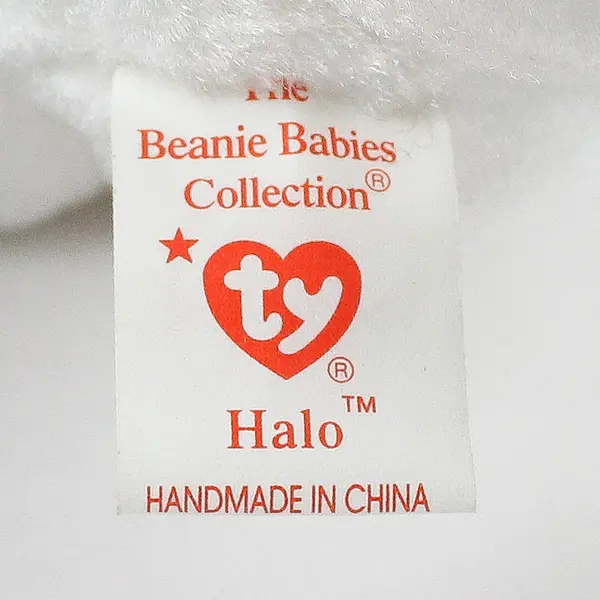 The
Beanie Babies
Collection®
ty®
Halo™
HANDMADE IN CHINA